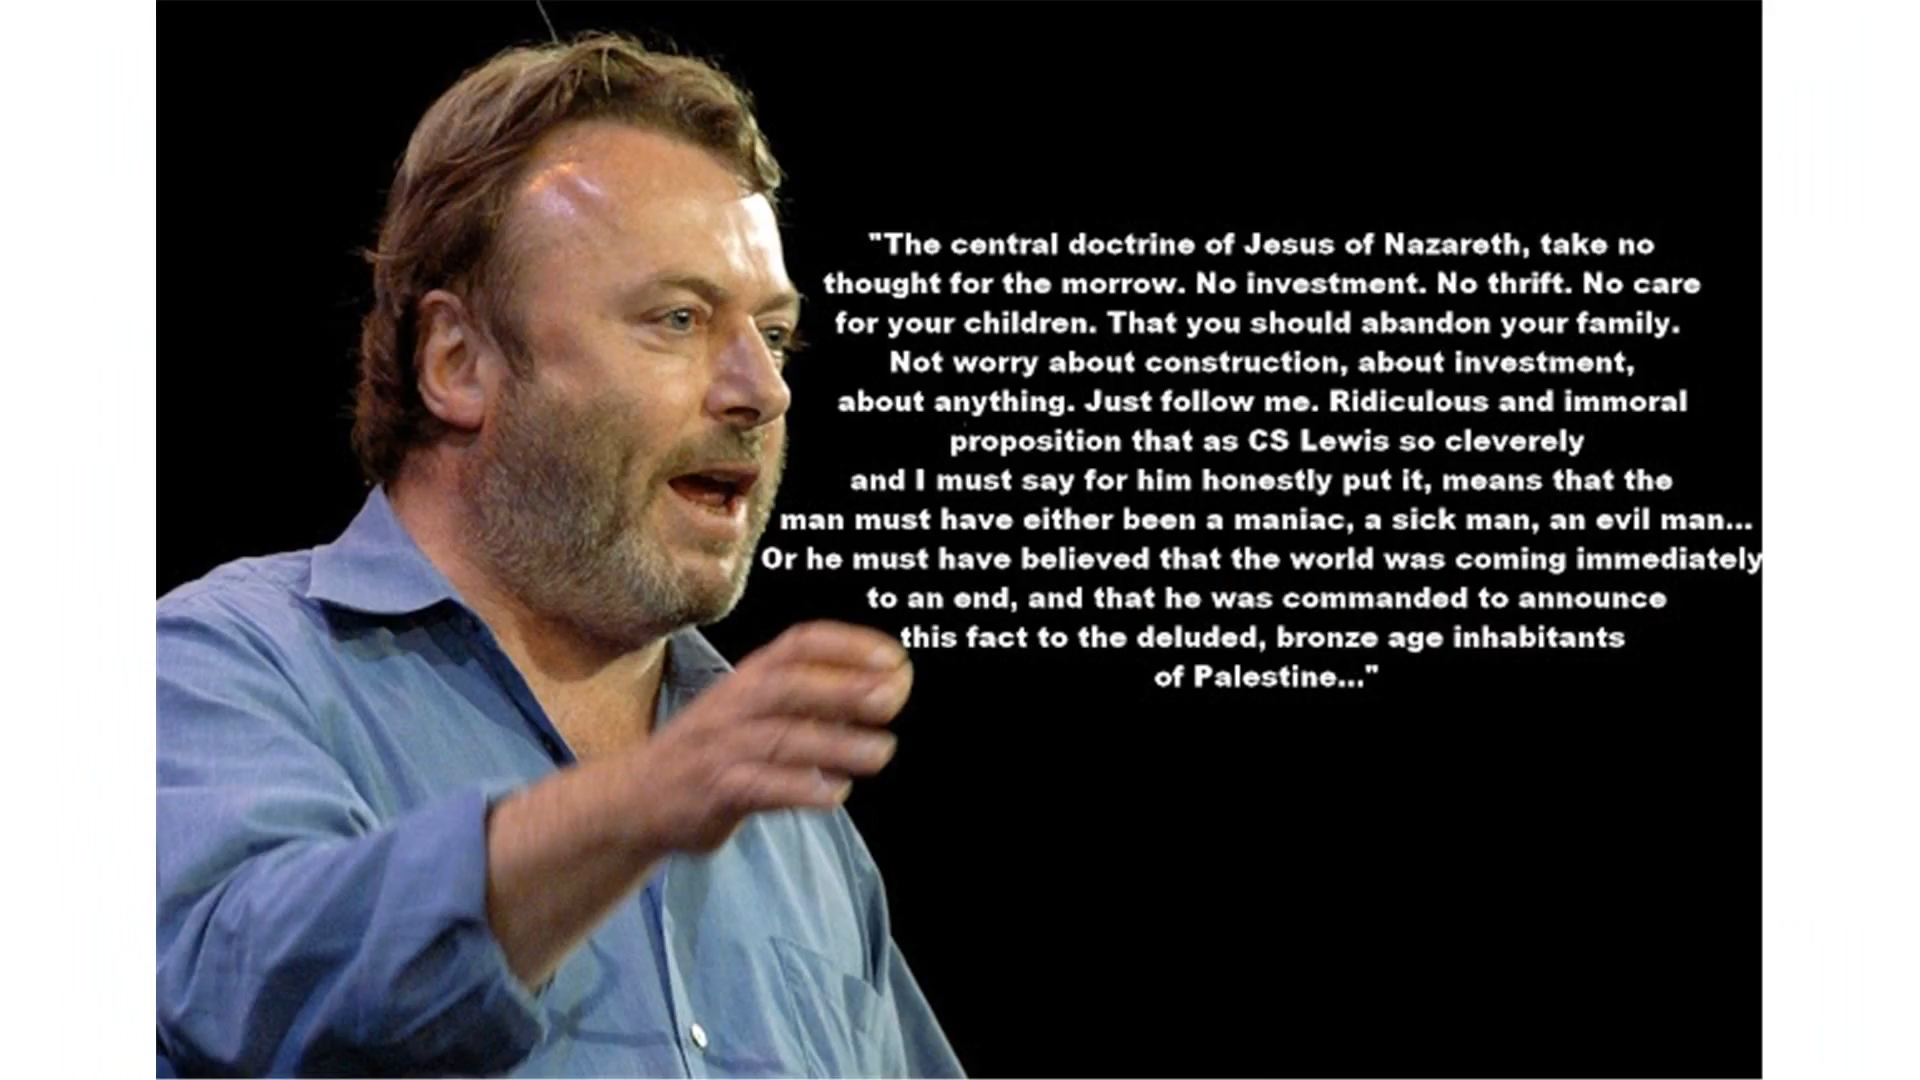 "The central doctrine of Jesus of Nazareth, take no
thought for the morrow. No investment. No thrift. No care
for your children. That you should abandon your family.
Not worry about construction, about investment,
about anything. Just follow me. Ridiculous and immoral
proposition that as CS Lewis so cleverely
and I must say for him honestly put it, means that the
man must have either been a maniac, a sick man, an evil man...
Or he must have believed that the world was coming immediately
to an end, and that he was commanded to announce
this fact to the deluded, bronze age inhabitants
of Palestine..."